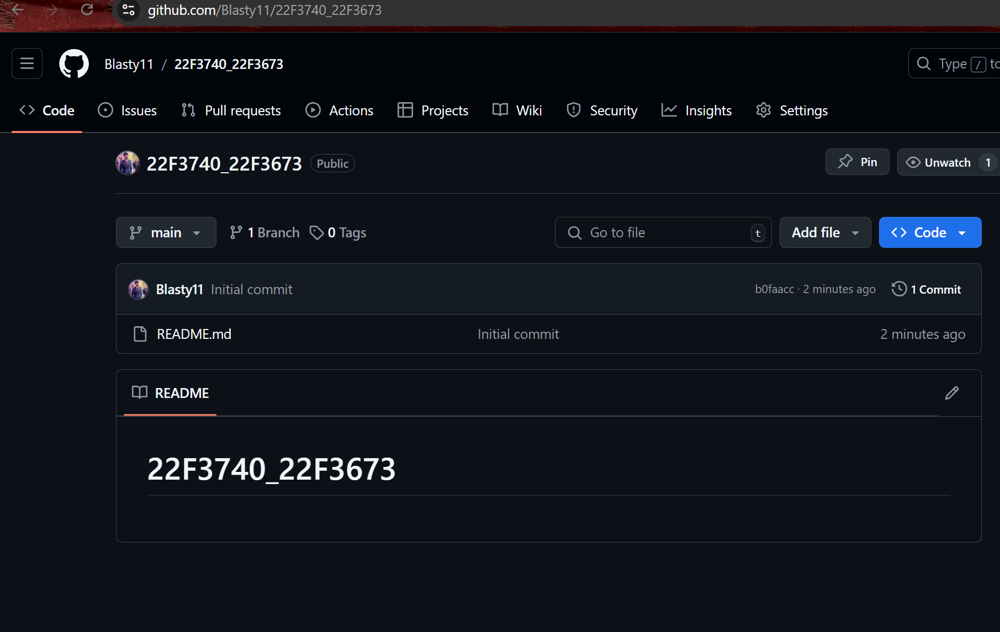 github.com/Blasty11/22F3740_22F3673
Blasty11 / 22F3740_22F3673
Type / to
Code Issues Pull requests Actions Projects Wiki Security Insights Settings
22F3740_22F3673 Public
Pin Unwatch 1
main 1 Branch 0 Tags
Go to file t Add file Code
Blasty11 Initial commit b0faacc · 2 minutes ago 1 Commit
README.md Initial commit 2 minutes ago
README
22F3740_22F3673